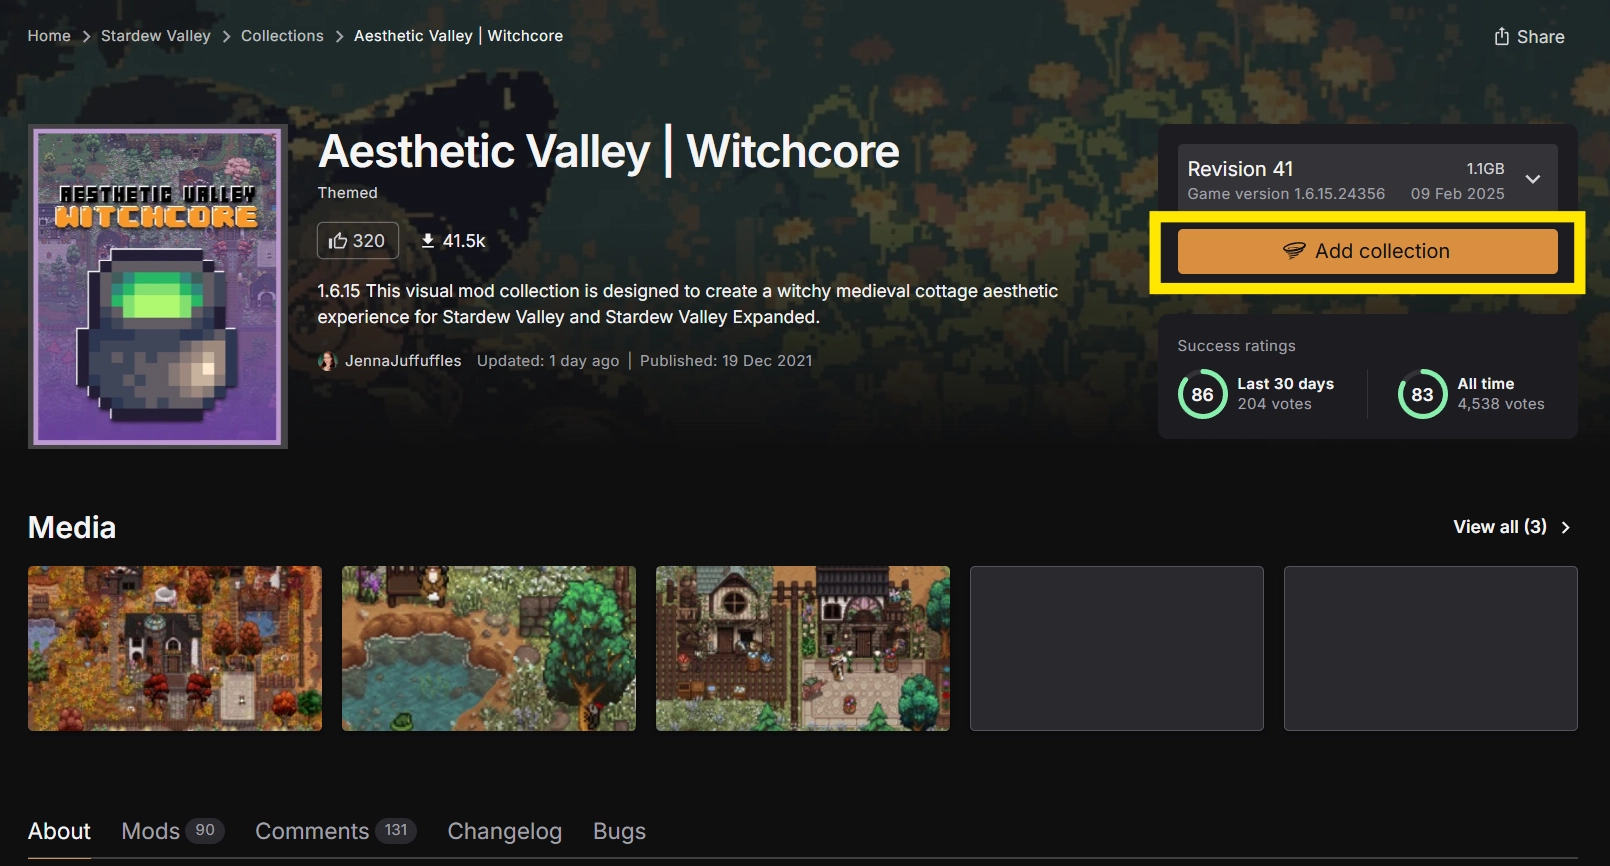 Home > Stardew Valley > Collections > Aesthetic Valley | Witchcore
Share
AESTHETIC VALLEY
WITCHCORE
Aesthetic Valley | Witchcore
Themed
320 41.5k
1.6.15 This visual mod collection is designed to create a witchy medieval cottage aesthetic
experience for Stardew Valley and Stardew Valley Expanded.
JennaJuffuffles Updated: 1 day ago | Published: 19 Dec 2021
Revision 41 1.1GB
Game version 1.6.15.24356 09 Feb 2025
Add collection
Success ratings
86 Last 30 days
204 votes
83 All time
4,538 votes
Media
View all (3) >
About Mods 90 Comments 131 Changelog Bugs